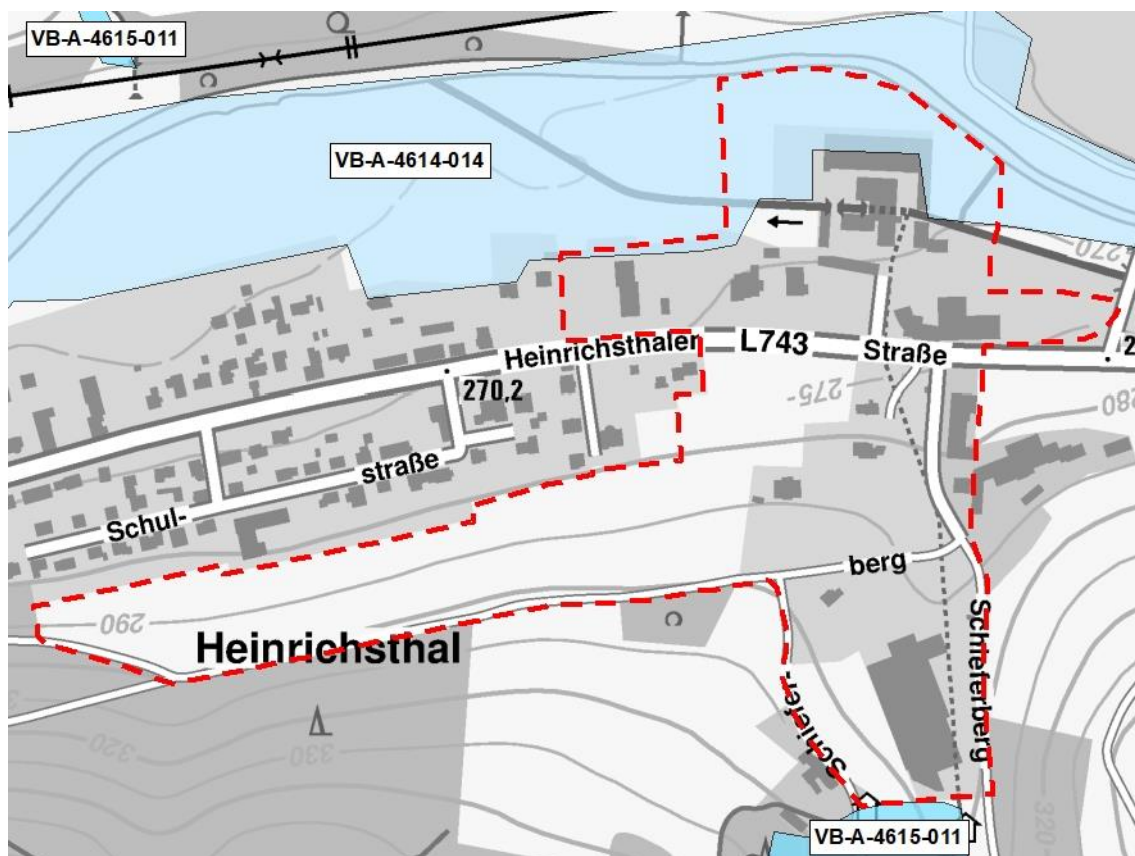 VB-A-4615-011
VB-A-4614-014
270
Heinrichsthaler L743 Straße
2
270,2
275
280
straße
Schul-
berg
290
Heinrichsthal
Schiefer-
Schieferberg
320
330
320
VB-A-4615-011